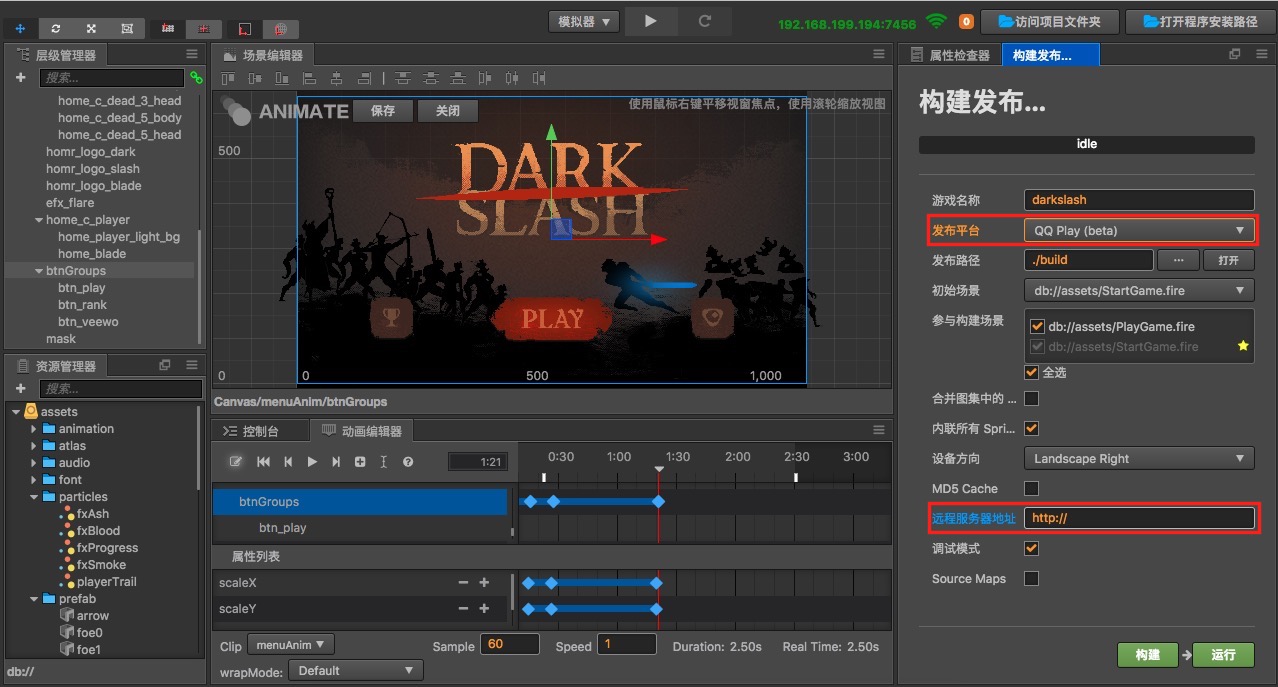 模拟器
192.168.199.194:7456
0
访问项目文件夹
打开程序安装路径
层级管理器
搜索...
home_c_dead_3_head
home_c_dead_5_body
home_c_dead_5_head
homr_logo_dark
homr_logo_slash
homr_logo_blade
efx_flare
home_c_player
home_player_light_bg
home_blade
btnGroups
btn_play
btn_rank
btn_veewo
mask
资源管理器
搜索...
assets
animation
atlas
audio
font
particles
fxAsh
fxBlood
fxProgress
fxSmoke
playerTrail
prefab
arrow
foe0
foe1
db://
场景编辑器
ANIMATE 保存 关闭
使用鼠标右键平移视窗焦点，使用滚轮缩放视图
500
DARK
SLASH
PLAY
0 0 500 1,000
Canvas/menuAnim/btnGroups
控制台 动画编辑器
1:21
0:30 1:00 1:30 2:00 2:30 3:00
btnGroups
btn_play
属性列表
scaleX
scaleY
Clip menuAnim Sample 60 Speed 1 Duration: 2.50s Real Time: 2.50s
wrapMode: Default
属性检查器 构建发布...
构建发布...
idle
游戏名称 darkslash
发布平台 QQ Play (beta)
发布路径 ./build ... 打开
初始场景 db://assets/StartGame.fire
参与构建场景 db://assets/PlayGame.fire
db://assets/StartGame.fire
全选
合并图集中的 ...
内联所有 Spri...
设备方向 Landscape Right
MD5 Cache
远程服务器地址 http://
调试模式
Source Maps
构建 运行